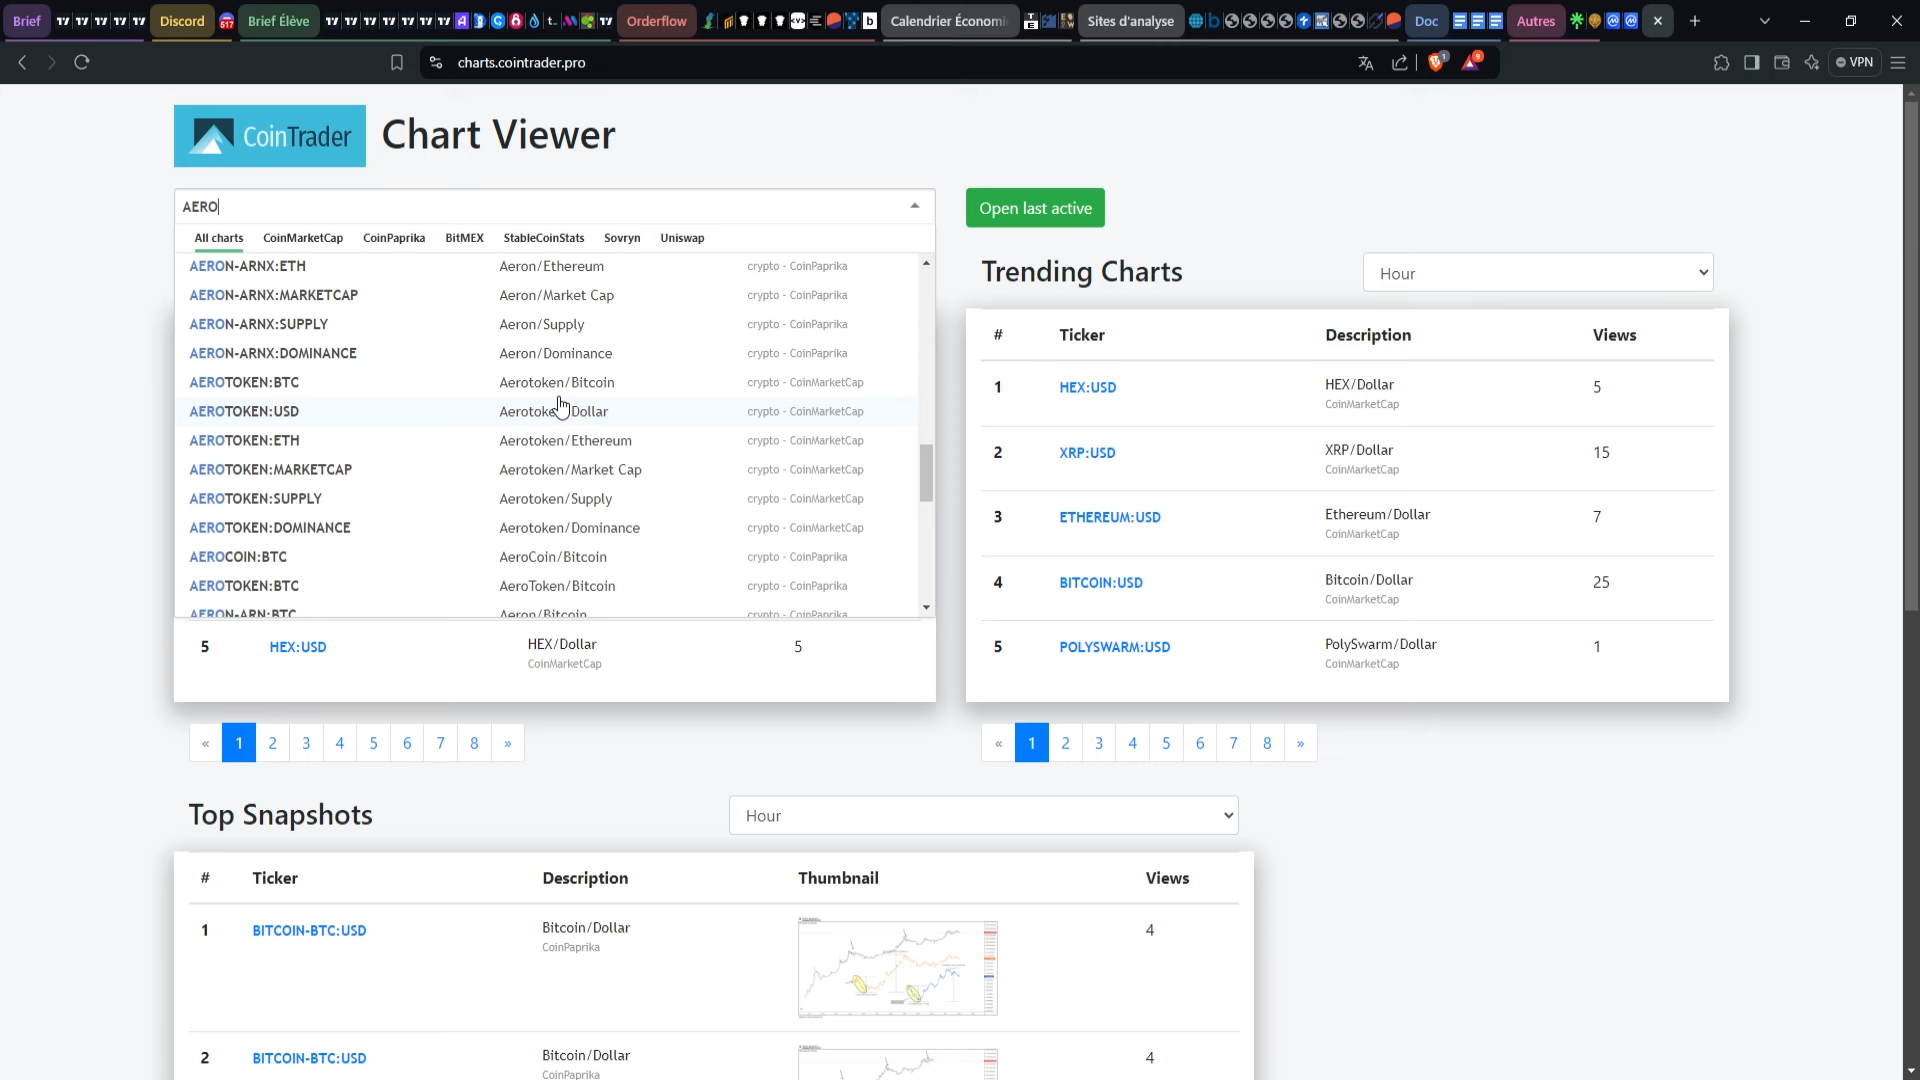 Brief
Discord
Brief Élève
Orderflow
Calendrier Économi
Sites d'analyse
Doc
Autres
charts.cointrader.pro
VPN
CoinTrader
Chart Viewer
AERO
Open last active
All charts CoinMarketCap CoinPaprika BitMEX StableCoinStats Sovryn Uniswap
AERON-ARNX:ETH Aeron/Ethereum crypto - CoinPaprika
AERON-ARNX:MARKETCAP Aeron/Market Cap crypto - CoinPaprika
AERON-ARNX:SUPPLY Aeron/Supply crypto - CoinPaprika
AERON-ARNX:DOMINANCE Aeron/Dominance crypto - CoinPaprika
AEROTOKEN:BTC Aerotoken/Bitcoin crypto - CoinMarketCap
AEROTOKEN:USD Aerotoken/Dollar crypto - CoinMarketCap
AEROTOKEN:ETH Aerotoken/Ethereum crypto - CoinMarketCap
AEROTOKEN:MARKETCAP Aerotoken/Market Cap crypto - CoinMarketCap
AEROTOKEN:SUPPLY Aerotoken/Supply crypto - CoinMarketCap
AEROTOKEN:DOMINANCE Aerotoken/Dominance crypto - CoinMarketCap
AEROCOIN:BTC AeroCoin/Bitcoin crypto - CoinPaprika
AEROTOKEN:BTC AeroToken/Bitcoin crypto - CoinPaprika
AERON-ARN:BTC Aeron/Bitcoin crypto - CoinPaprika
5 HEX:USD HEX/Dollar 5
CoinMarketCap
« 1 2 3 4 5 6 7 8 »
Trending Charts
Hour
# Ticker Description Views
1 HEX:USD HEX/Dollar 5
CoinMarketCap
2 XRP:USD XRP/Dollar 15
CoinMarketCap
3 ETHEREUM:USD Ethereum/Dollar 7
CoinMarketCap
4 BITCOIN:USD Bitcoin/Dollar 25
CoinMarketCap
5 POLYSWARM:USD PolySwarm/Dollar 1
CoinMarketCap
« 1 2 3 4 5 6 7 8 »
Top Snapshots
Hour
# Ticker Description Thumbnail Views
1 BITCOIN-BTC:USD Bitcoin/Dollar 4
CoinPaprika
2 BITCOIN-BTC:USD Bitcoin/Dollar 4
CoinPaprika